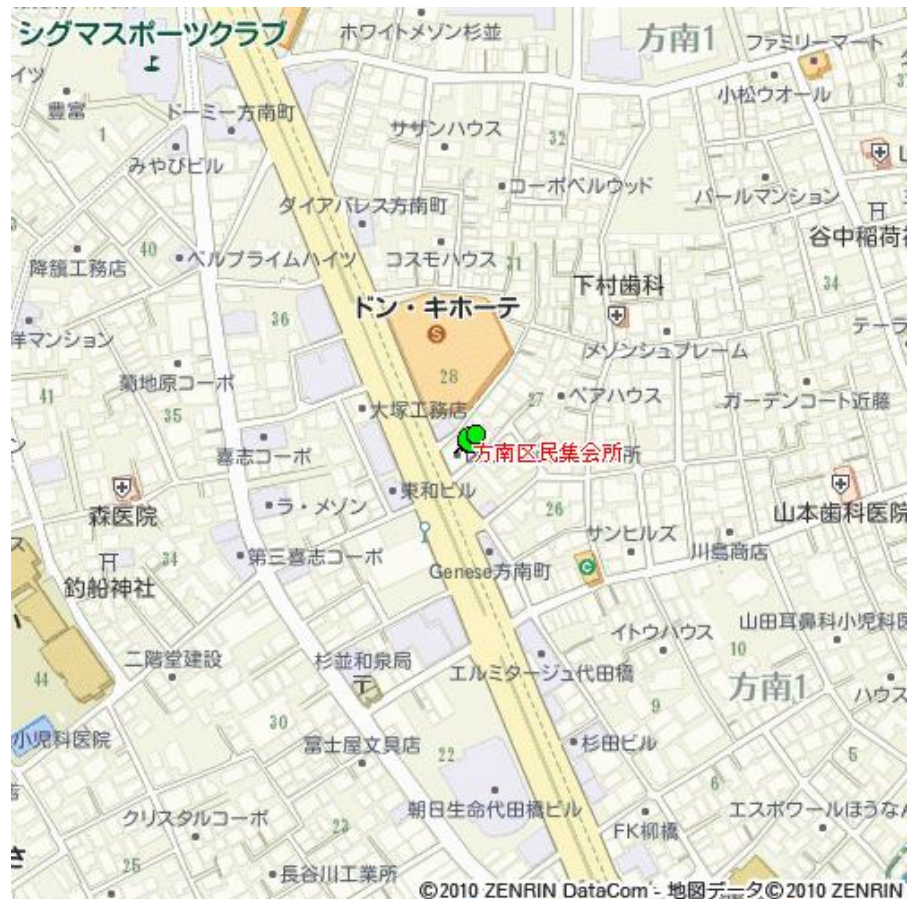 シグマスポーツクラブ
ホワイトメゾン杉並
方南1
ファミリーマート
小松ウオール
豊富
1
ドーミー方南町
みやびビル
サザンハウス
32
コーポベルウッド
パールマンション
ダイアパレス方南町
谷中稲荷神
降籏工務店
40
ベルプライムハイツ
コスモハウス
31
下村歯科
34
ドン・キホーテ
S
36
洋マンション
メゾンシュプレーム
テーラ
28
菊地原コーポ
41
35
大塚工務店
27
ベアハウス
ガーデンコート近藤
喜志コーポ
方南区民集会所
所
東和ビル
森医院
ラ・メゾン
26
サンヒルズ
山本歯科医院
34
第三喜志コーポ
川島商店
釣船神社
Genese方南町
イトウハウス
山田耳鼻科小児科医
二階堂建設
杉並和泉局
エルミタージュ代田橋
10
方南1
ハウス
44
9
小児科医院
30
富士屋文具店
22
杉田ビル
5
6
クリスタルコーポ
23
朝日生命代田橋ビル
FK柳橋
エスポワールほうなん
さ
25
長谷川工業所
©2010 ZENRIN DataCom - 地図データ©2010 ZENRIN